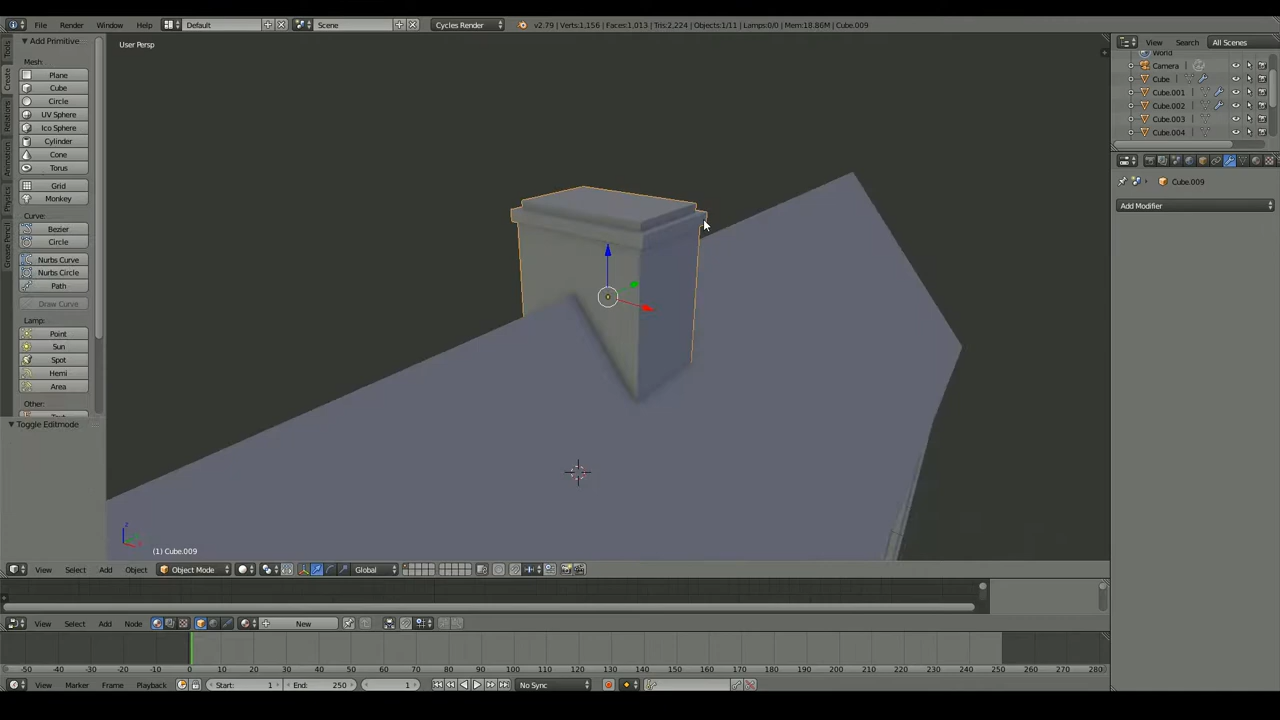 File Render Window Help Default Scene Cycles Render v2.79 | Verts:1,156 | Faces:1,013 | Tris:2,224 | Objects:1/11 | Lamps:0/0 | Mem:18.86M | Cube.009
Add Primitive
User Persp
View Search All Scenes
Mesh:
World
Plane
Camera
Cube
Cube
Circle
Cube.001
UV Sphere
Cube.002
Ico Sphere
Cube.003
Cylinder
Cube.004
Cone
Torus
Grid
Cube.009
Monkey
Add Modifier
Curve:
Bezier
Circle
Nurbs Curve
Nurbs Circle
Path
Draw Curve
Lamp:
Point
Sun
Spot
Hemi
Area
Other:
Toggle Editmode
Tools
Create
Relations
Animation
Physics
Grease Pencil
(1) Cube.009
View Select Add Object Object Mode Global
View Select Add Node New
-50 -40 -30 -20 -10 0 10 20 30 40 50 60 70 80 90 100 110 120 130 140 150 160 170 180 190 200 210 220 230 240 250 260 270 280
View Marker Frame Playback Start: 1 End: 250 1 No Sync